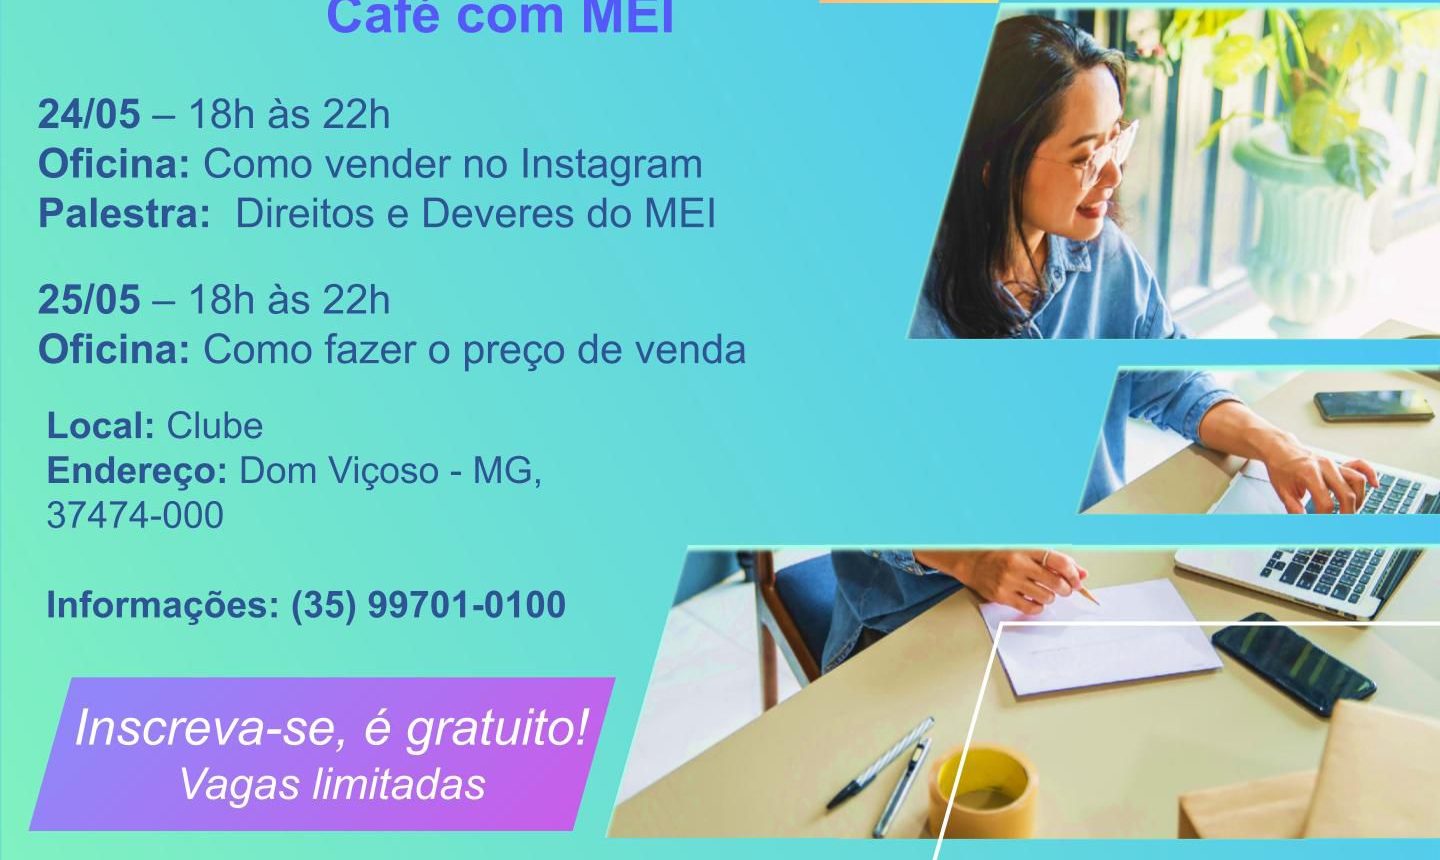 Café com MEI
24/05 – 18h às 22h
Oficina: Como vender no Instagram
Palestra: Direitos e Deveres do MEI
25/05 – 18h às 22h
Oficina: Como fazer o preço de venda
Local: Clube
Endereço: Dom Viçoso - MG,
37474-000
Informações: (35) 99701-0100
Inscreva-se, é gratuito!
Vagas limitadas